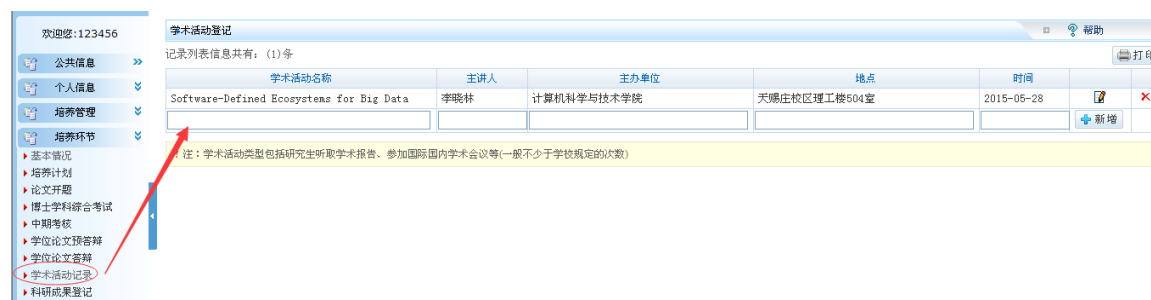 欢迎您:123456
公共信息
个人信息
培养管理
培养环节
基本情况
培养计划
论文开题
博士学科综合考试
中期考核
学位论文预答辩
学位论文答辩
学术活动记录
科研成果登记
学术活动登记 帮助
记录列表信息共有: (1)条 打印
学术活动名称 主讲人 主办单位 地点 时间
Software-Defined Ecosystems for Big Data 李晓林 计算机科学与技术学院 天赐庄校区理工楼504室 2015-05-28
新增
注：学术活动类型包括研究生听取学术报告、参加国际国内学术会议等(一般不少于学校规定的次数)